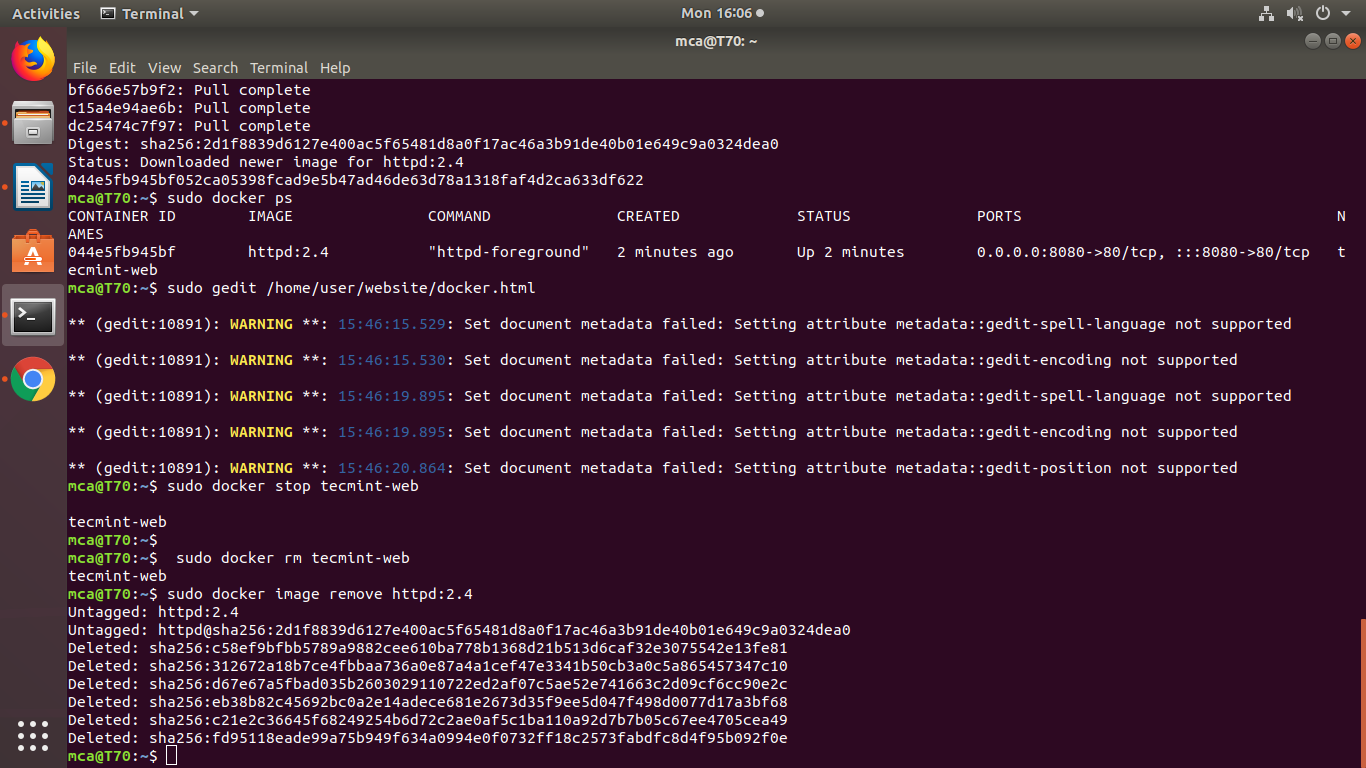 Activities Terminal Mon 16:06
mca@T70: ~
File Edit View Search Terminal Help
bf666e57b9f2: Pull complete
c15a4e94ae6b: Pull complete
dc25474c7f97: Pull complete
Digest: sha256:2d1f8839d6127e400ac5f65481d8a0f17ac46a3b91de40b01e649c9a0324dea0
Status: Downloaded newer image for httpd:2.4
044e5fb945bf052ca05398fcad9e5b47ad46de63d78a1318faf4d2ca633df622
mca@T70:~$ sudo docker ps
CONTAINER ID        IMAGE               COMMAND              CREATED             STATUS              PORTS                                   N
AMES
044e5fb945bf        httpd:2.4           "httpd-foreground"   2 minutes ago       Up 2 minutes        0.0.0.0:8080->80/tcp, :::8080->80/tcp   t
ecmint-web
mca@T70:~$ sudo gedit /home/user/website/docker.html
** (gedit:10891): WARNING **: 15:46:15.529: Set document metadata failed: Setting attribute metadata::gedit-spell-language not supported
** (gedit:10891): WARNING **: 15:46:15.530: Set document metadata failed: Setting attribute metadata::gedit-encoding not supported
** (gedit:10891): WARNING **: 15:46:19.895: Set document metadata failed: Setting attribute metadata::gedit-spell-language not supported
** (gedit:10891): WARNING **: 15:46:19.895: Set document metadata failed: Setting attribute metadata::gedit-encoding not supported
** (gedit:10891): WARNING **: 15:46:20.864: Set document metadata failed: Setting attribute metadata::gedit-position not supported
mca@T70:~$ sudo docker stop tecmint-web
tecmint-web
mca@T70:~$
mca@T70:~$  sudo docker rm tecmint-web
tecmint-web
mca@T70:~$ sudo docker image remove httpd:2.4
Untagged: httpd:2.4
Untagged: httpd@sha256:2d1f8839d6127e400ac5f65481d8a0f17ac46a3b91de40b01e649c9a0324dea0
Deleted: sha256:c58ef9bfbb5789a9882cee610ba778b1368d21b513d6caf32e3075542e13fe81
Deleted: sha256:312672a18b7ce4fbbaa736a0e87a4a1cef47e3341b50cb3a0c5a865457347c10
Deleted: sha256:d67e67a5fbad035b2603029110722ed2af07c5ae52e741663c2d09cf6cc90e2c
Deleted: sha256:eb38b82c45692bc0a2e14adece681e2673d35f9ee5d047f498d0077d17a3bf68
Deleted: sha256:c21e2c36645f68249254b6d72c2ae0af5c1ba110a92d7b7b05c67ee4705cea49
Deleted: sha256:fd95118eade99a75b949f634a0994e0f0732ff18c2573fabdfc8d4f95b092f0e
mca@T70:~$